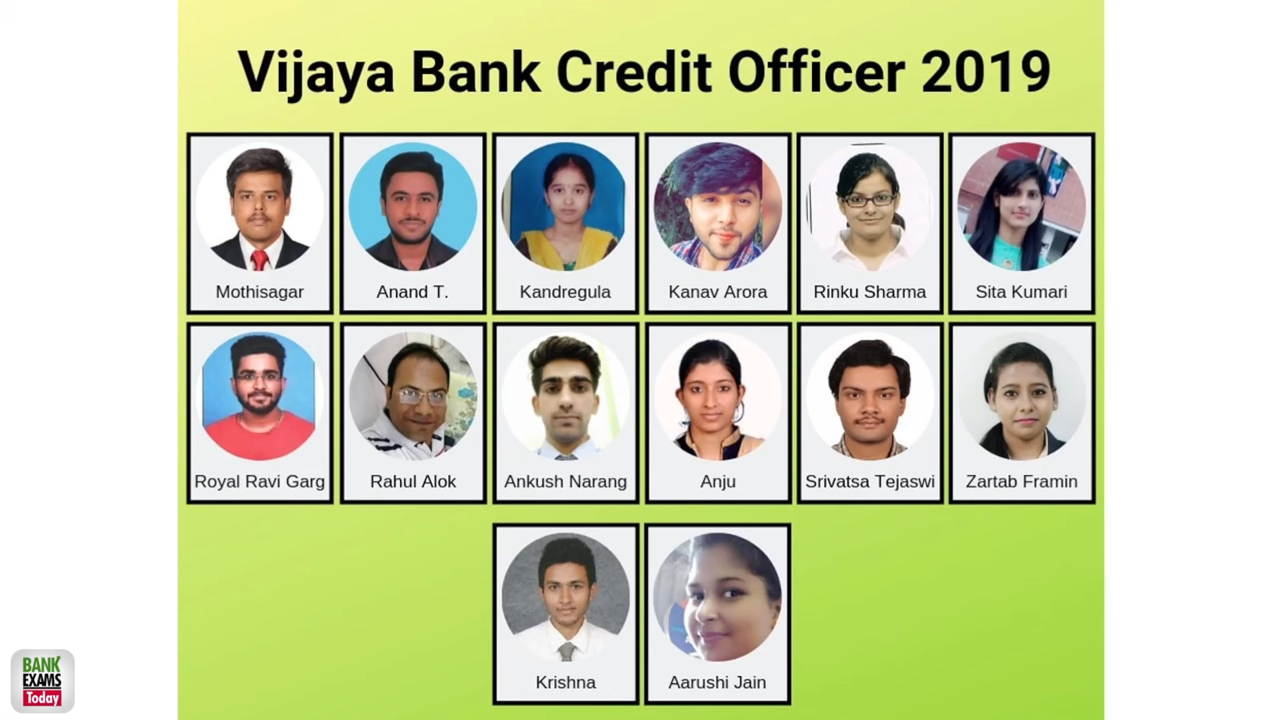 Vijaya Bank Credit Officer 2019
Mothisagar
Anand T.
Kandregula
Kanav Arora
Rinku Sharma
Sita Kumari
Royal Ravi Garg
Rahul Alok
Ankush Narang
Anju
Srivatsa Tejaswi
Zartab Framin
Krishna
Aarushi Jain
BANK
EXAMS
Today